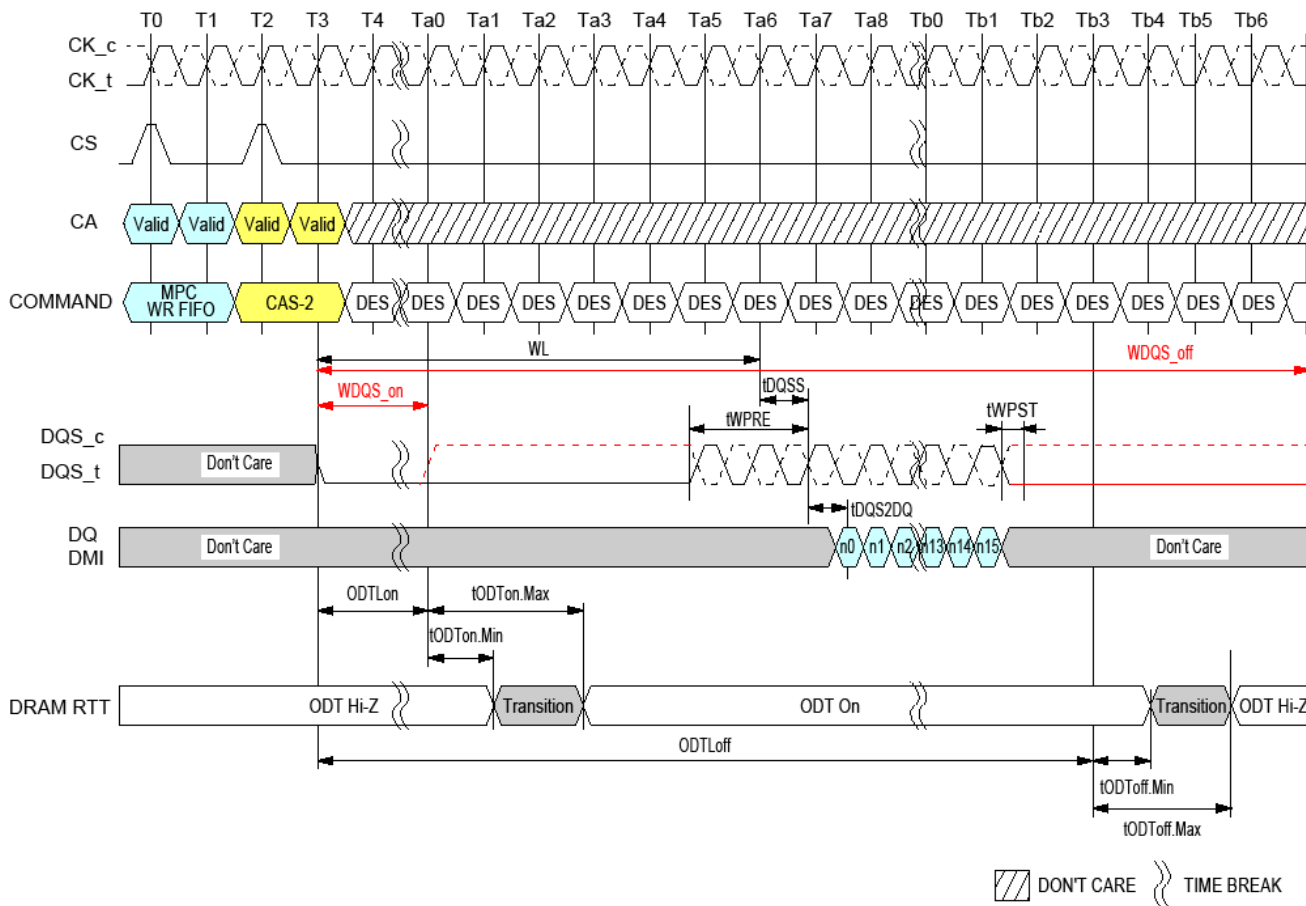 T0 T1 T2 T3 T4 Ta0 Ta1 Ta2 Ta3 Ta4 Ta5 Ta6 Ta7 Ta8 Tb0 Tb1 Tb2 Tb3 Tb4 Tb5 Tb6
CK_c
CK_t
CS
CA Valid Valid Valid Valid
COMMAND MPC WR FIFO CAS-2 DES DES DES DES DES DES DES DES DES DES DES DES DES DES DES DES DES
WL
WDQS_off
WDQS_on
tDQSS
tWPRE
tWPST
DQS_c
DQS_t
Don't Care
tDQS2DQ
DQ
DMI
Don't Care n0 n1 n2 n13 n14 n15 Don't Care
ODTLon tODTon.Max
tODTon.Min
DRAM RTT ODT Hi-Z Transition ODT On Transition ODT Hi-Z
ODTLoff
tODToff.Min
tODToff.Max
DON'T CARE TIME BREAK